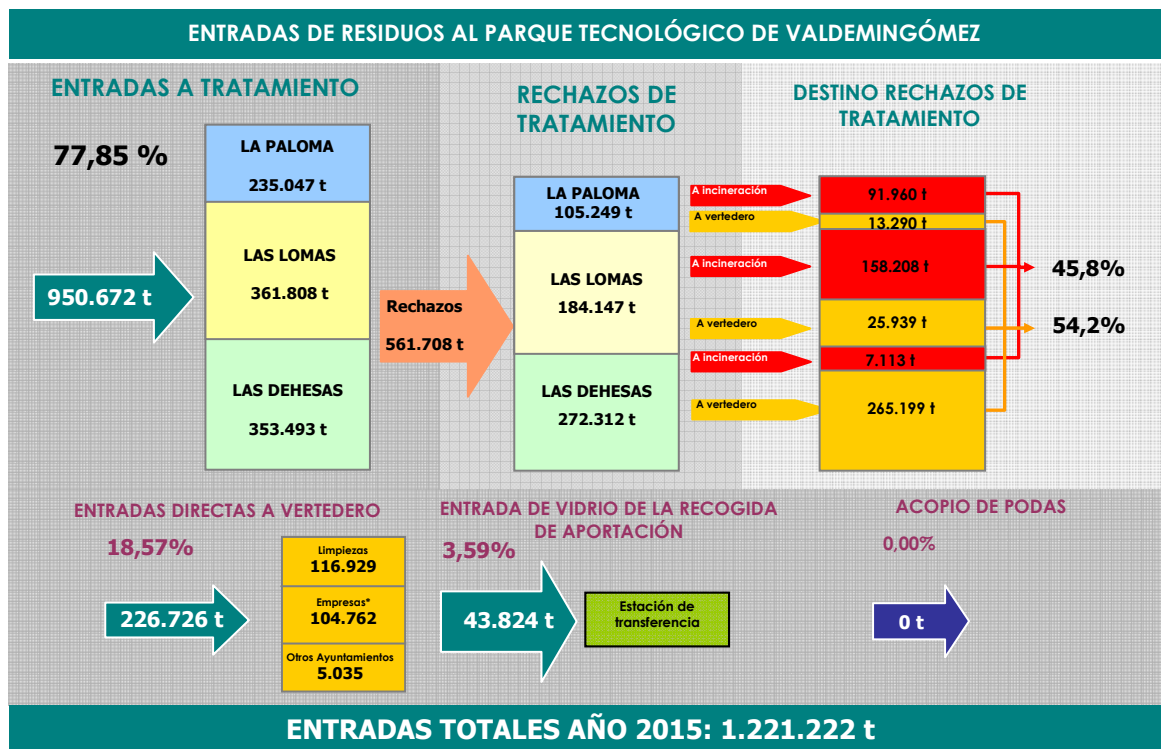 ENTRADAS DE RESIDUOS AL PARQUE TECNOLÓGICO DE VALDEMINGÓMEZ
ENTRADAS A TRATAMIENTO
77,85 %
950.672 t
LA PALOMA
235.047 t
LAS LOMAS
361.808 t
LAS DEHESAS
353.493 t
Rechazos
561.708 t
RECHAZOS DE
TRATAMIENTO
LA PALOMA
105.249 t
LAS LOMAS
184.147 t
LAS DEHESAS
272.312 t
DESTINO RECHAZOS DE
TRATAMIENTO
A incineración
91.960 t
A vertedero
13.290 t
A incineración
158.208 t
A vertedero
25.939 t
A incineración
7.113 t
A vertedero
265.199 t
45,8%
54,2%
ENTRADAS DIRECTAS A VERTEDERO
18,57%
226.726 t
Limpiezas
116.929
Empresas*
104.762
Otros Ayuntamientos
5.035
ENTRADA DE VIDRIO DE LA RECOGIDA
DE APORTACIÓN
3,59%
43.824 t
Estación de
transferencia
ACOPIO DE PODAS
0,00%
0 t
ENTRADAS TOTALES AÑO 2015: 1.221.222 t